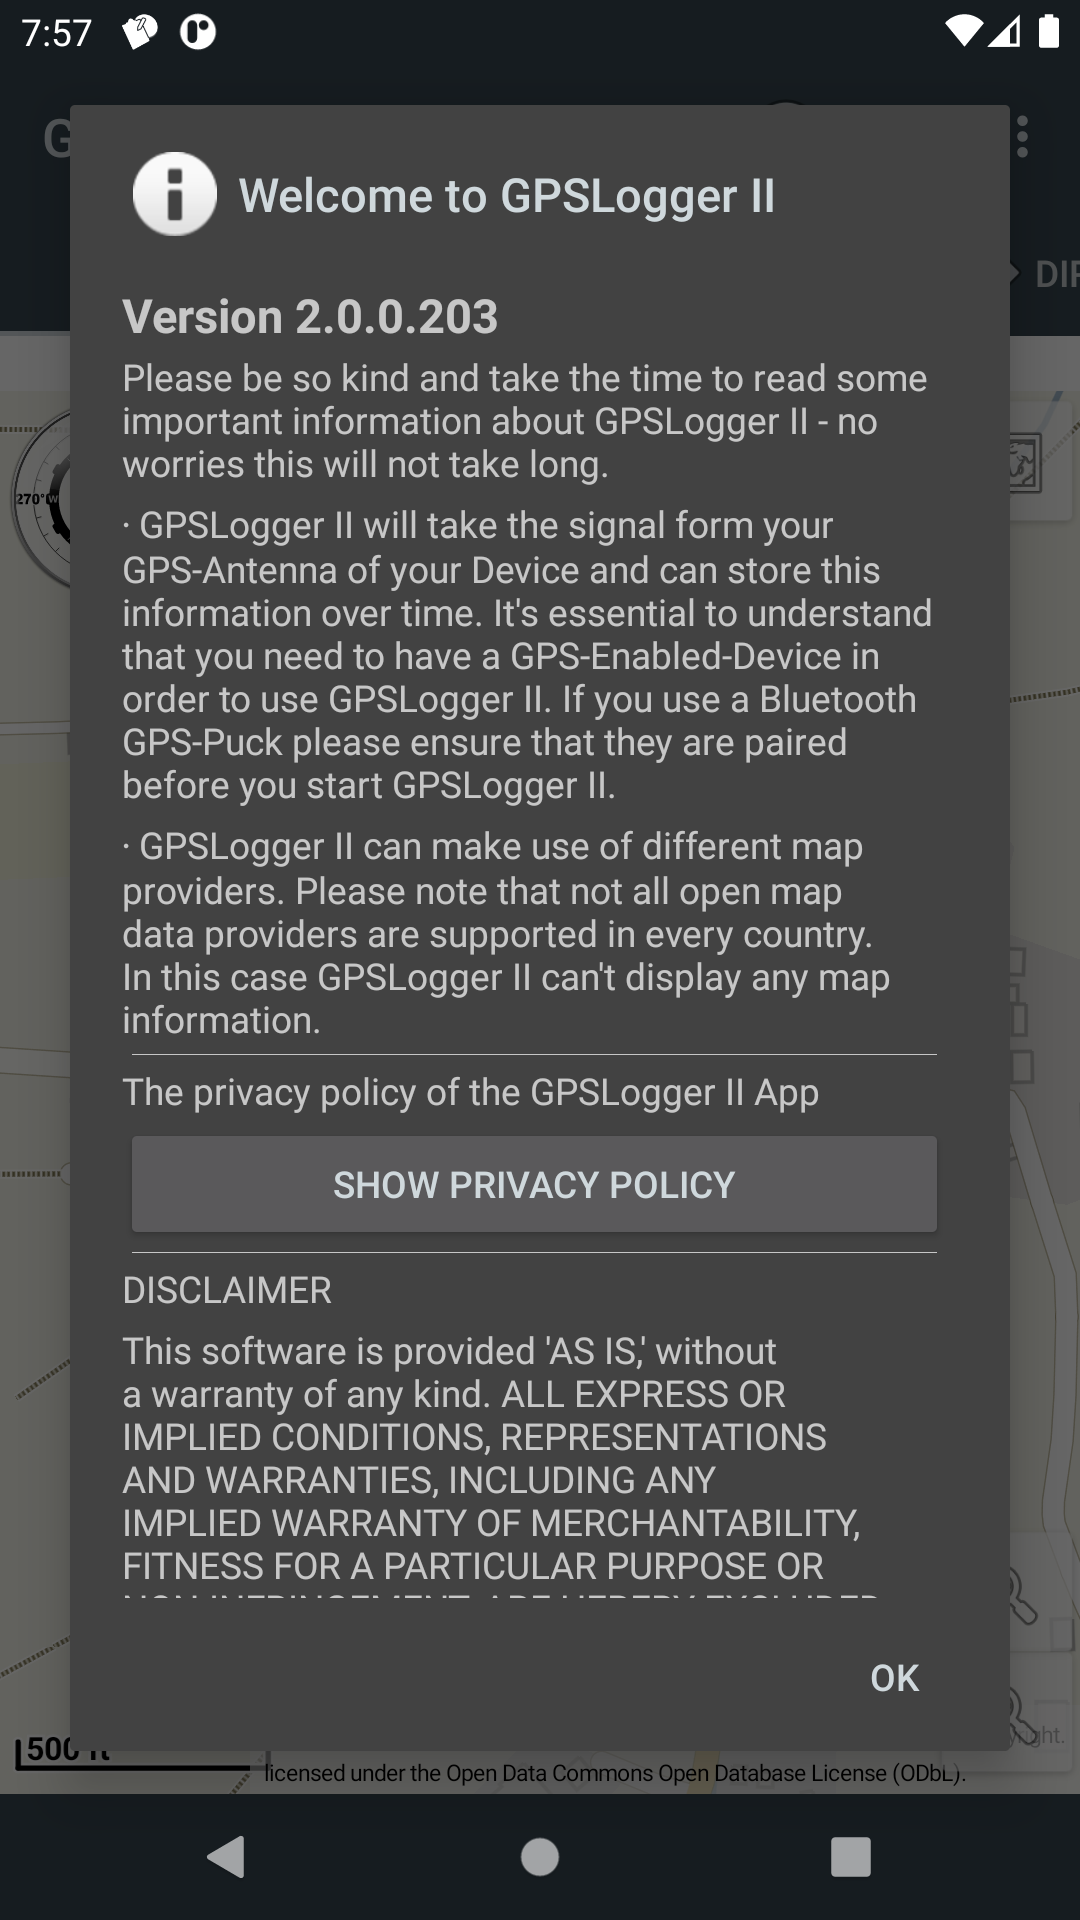 7:57
G
Welcome to GPSLogger II
DIF
Version 2.0.0.203
Please be so kind and take the time to read some
important information about GPSLogger II - no
worries this will not take long.
270°W
· GPSLogger II will take the signal form your
GPS-Antenna of your Device and can store this
information over time. It's essential to understand
that you need to have a GPS-Enabled-Device in
order to use GPSLogger II. If you use a Bluetooth
GPS-Puck please ensure that they are paired
before you start GPSLogger II.
· GPSLogger II can make use of different map
providers. Please note that not all open map
data providers are supported in every country.
In this case GPSLogger II can't display any map
information.
The privacy policy of the GPSLogger II App
SHOW PRIVACY POLICY
DISCLAIMER
This software is provided 'AS IS,' without
a warranty of any kind. ALL EXPRESS OR
IMPLIED CONDITIONS, REPRESENTATIONS
AND WARRANTIES, INCLUDING ANY
IMPLIED WARRANTY OF MERCHANTABILITY,
FITNESS FOR A PARTICULAR PURPOSE OR
OK
500 ft
yright.
licensed under the Open Data Commons Open Database License (ODbL).